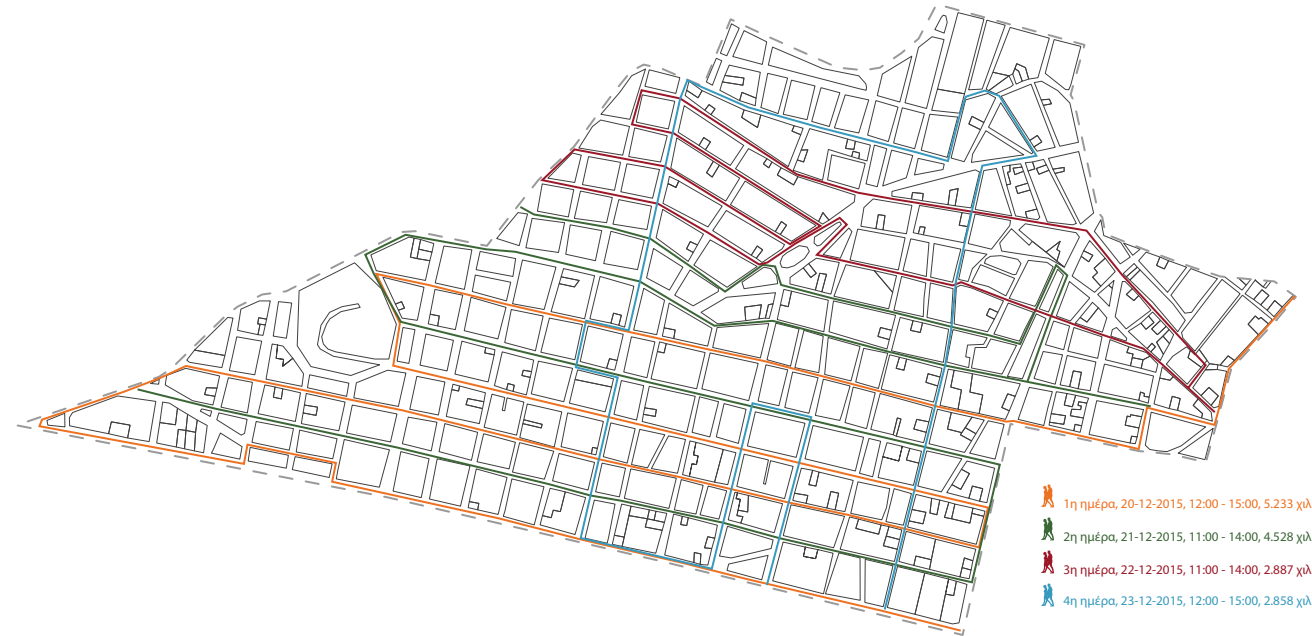 1η ημέρα, 20-12-2015, 12:00 - 15:00, 5.233 χιλ
2η ημέρα, 21-12-2015, 11:00 - 14:00, 4.528 χιλ
3η ημέρα, 22-12-2015, 11:00 - 14:00, 2.887 χιλ
4η ημέρα, 23-12-2015, 12:00 - 15:00, 2.858 χιλ